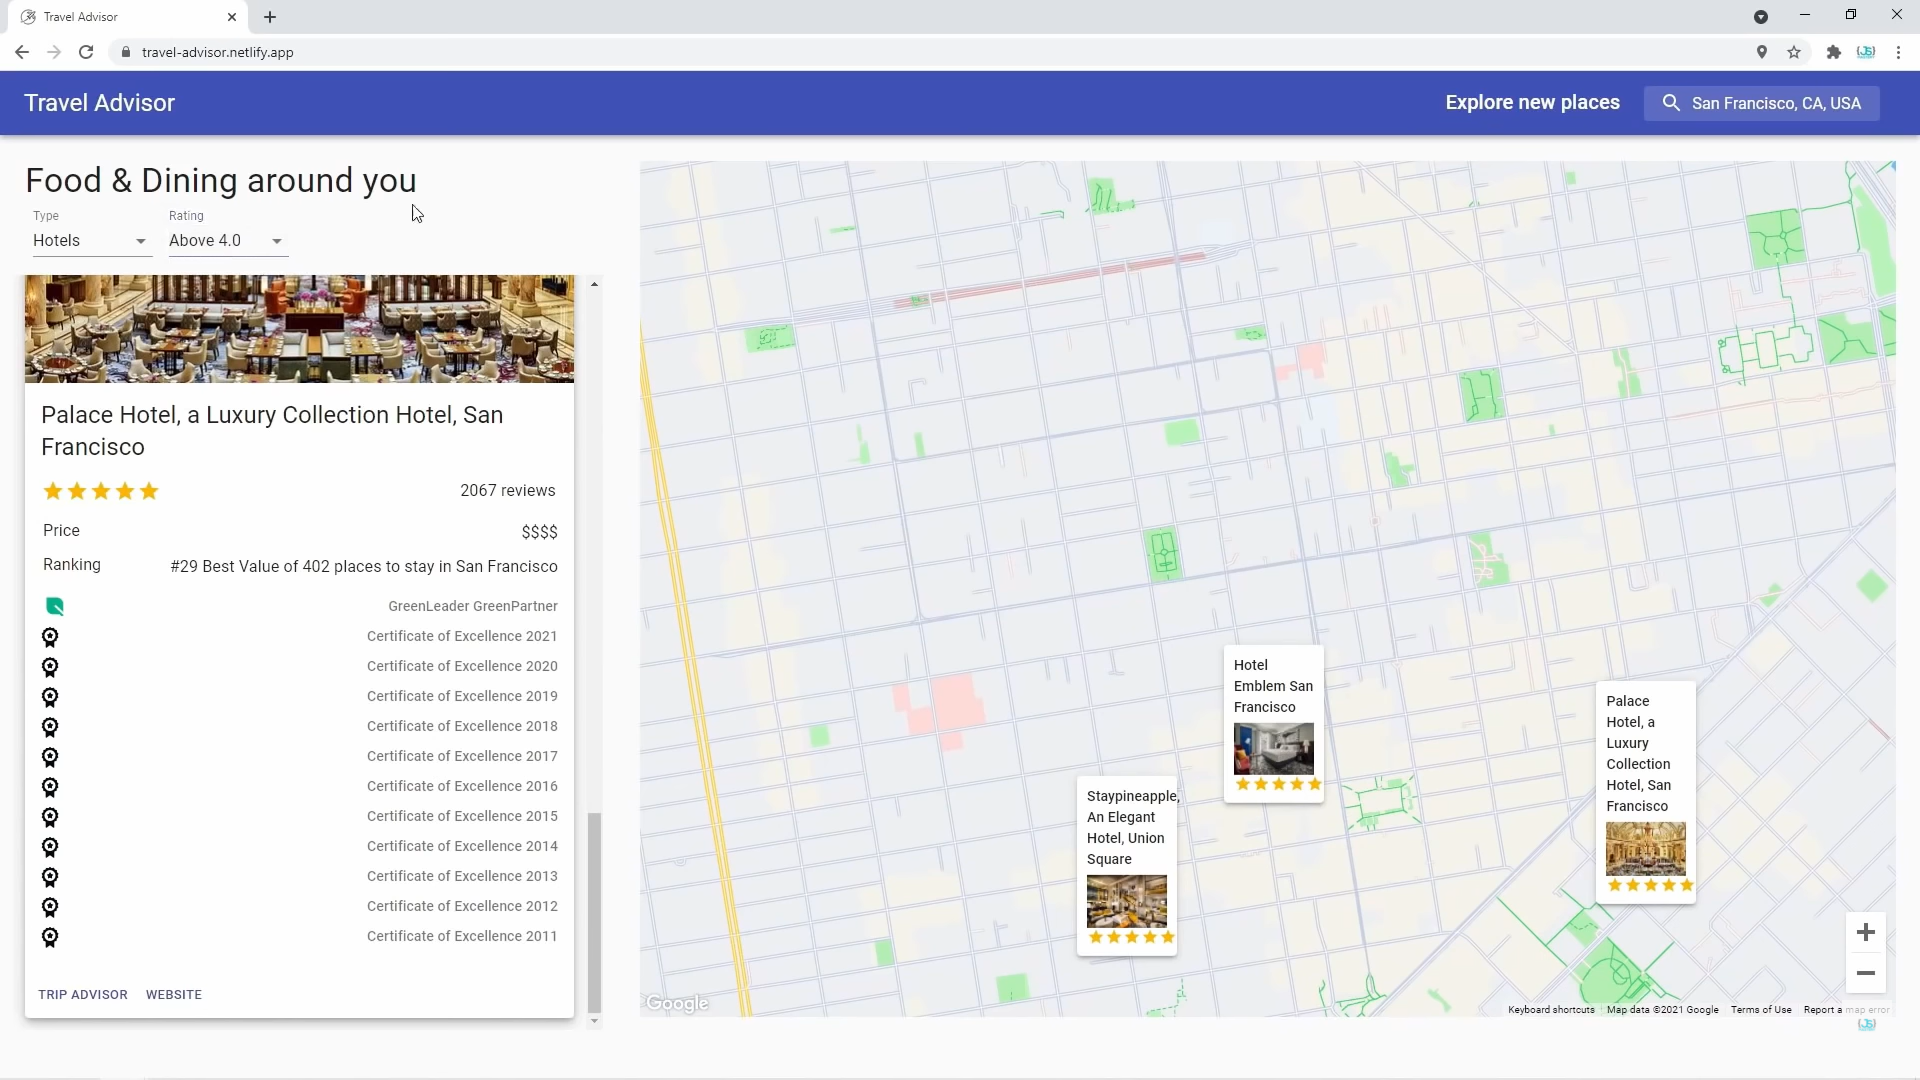 Travel Advisor
travel-advisor.netlify.app
Travel Advisor
Explore new places
San Francisco, CA, USA
Food & Dining around you
Type
Rating
Hotels
Above 4.0
Palace Hotel, a Luxury Collection Hotel, San
Francisco
2067 reviews
Price
$$$$
Ranking
#29 Best Value of 402 places to stay in San Francisco
GreenLeader GreenPartner
Certificate of Excellence 2021
Certificate of Excellence 2020
Certificate of Excellence 2019
Certificate of Excellence 2018
Certificate of Excellence 2017
Certificate of Excellence 2016
Certificate of Excellence 2015
Certificate of Excellence 2014
Certificate of Excellence 2013
Certificate of Excellence 2012
Certificate of Excellence 2011
TRIP ADVISOR
WEBSITE
Hotel
Emblem San
Francisco
Staypineapple,
An Elegant
Hotel, Union
Square
Palace
Hotel, a
Luxury
Collection
Hotel, San
Francisco
Google
Keyboard shortcuts
Map data ©2021 Google
Terms of Use
Report a map error
JS
JS